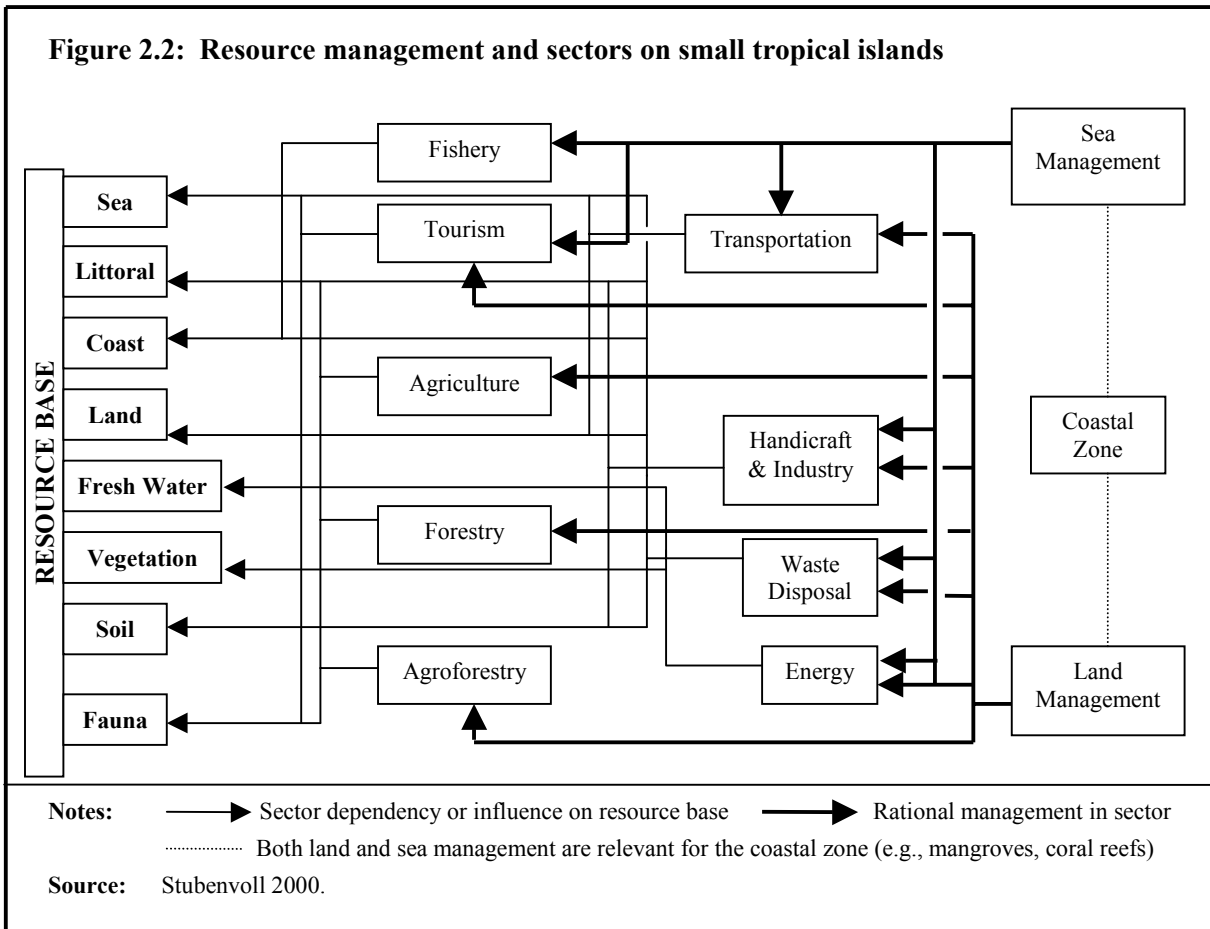 Figure 2.2: Resource management and sectors on small tropical islands
RESOURCE BASE
Sea
Littoral
Coast
Land
Fresh Water
Vegetation
Soil
Fauna
Fishery
Tourism
Agriculture
Forestry
Agroforestry
Transportation
Handicraft
& Industry
Waste
Disposal
Energy
Sea
Management
Coastal
Zone
Land
Management
Notes: Sector dependency or influence on resource base Rational management in sector
Both land and sea management are relevant for the coastal zone (e.g., mangroves, coral reefs)
Source: Stubenvoll 2000.